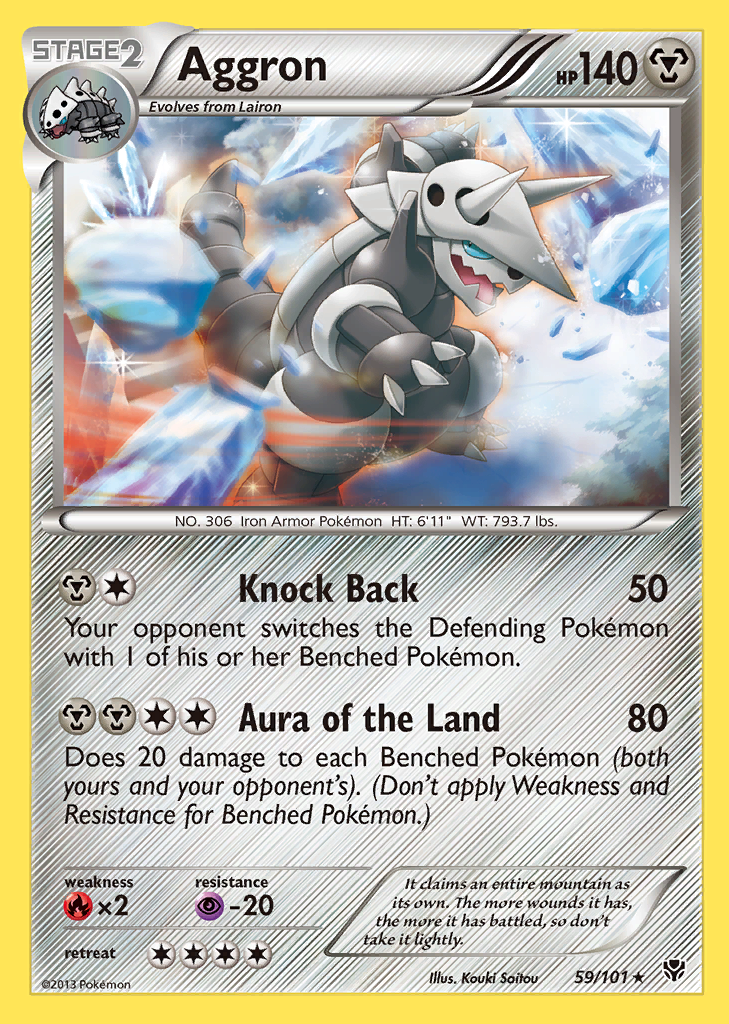 STAGE2
Aggron
HP140
Evolves from Lairon
NO. 306 Iron Armor Pokémon HT: 6'11" WT: 793.7 lbs.
Knock Back 50
Your opponent switches the Defending Pokémon
with 1 of his or her Benched Pokémon.
Aura of the Land 80
Does 20 damage to each Benched Pokémon (both
yours and your opponent's). (Don't apply Weakness and
Resistance for Benched Pokémon.)
weakness
×2
resistance
-20
retreat
It claims an entire mountain as
its own. The more wounds it has,
the more it has battled, so don't
take it lightly.
©2013 Pokémon
Illus. Kouki Saitou
59/101★